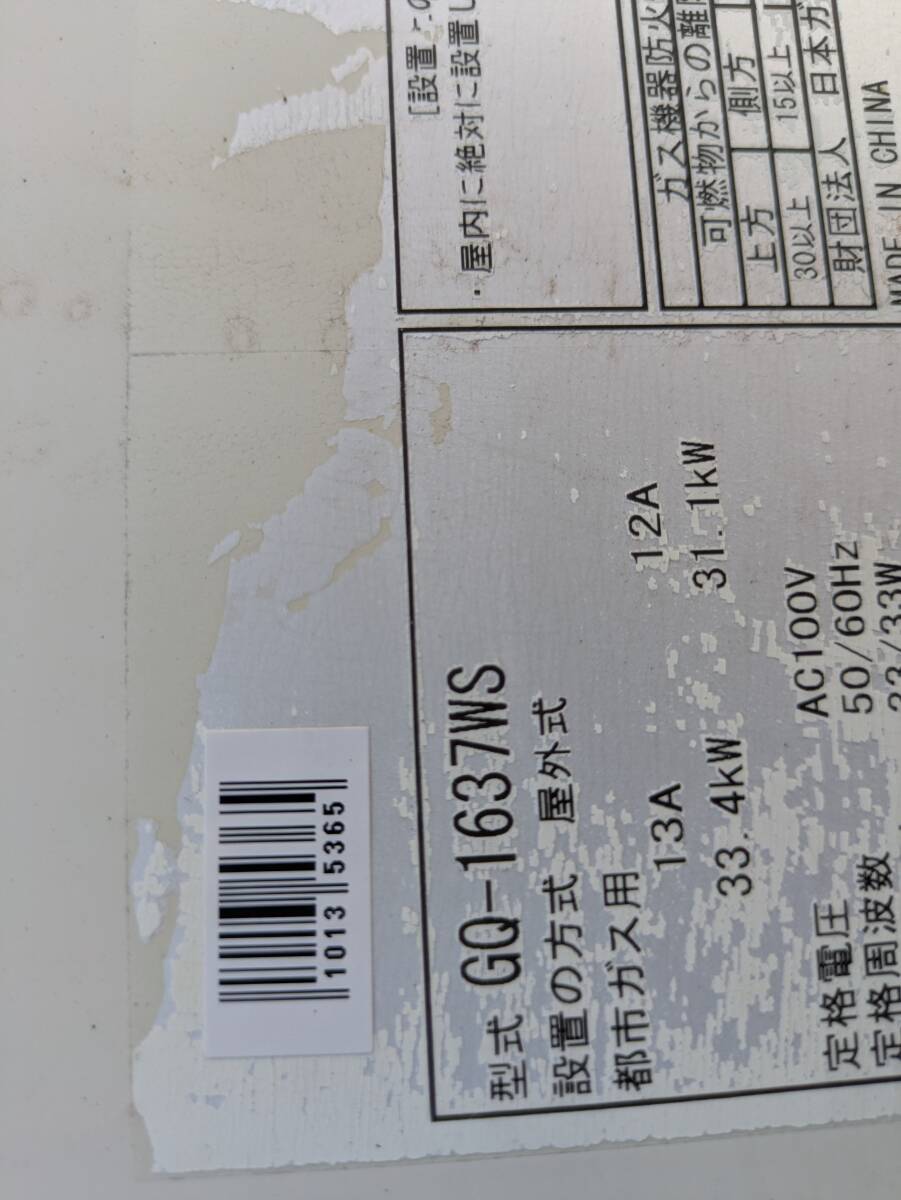 1013 5365
型式 GQ-1637WS
設置の方式 屋外式
都市ガス用
13A 12A
33.4kW 31.1kW
定格電圧 AC100V
定格周波数 50/60Hz
[設置
・屋内に絶対に設置し
ガス機器防火
可燃物からの離
上方 側方
30以上 15以上
財団法人 日本ガ
MADE IN CHINA